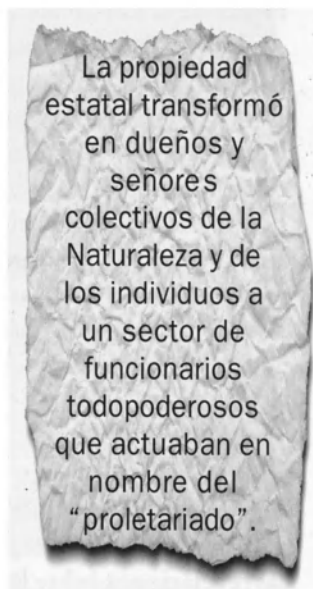 La propiedad
estatal transformó
en dueños y
señores
colectivos de la
Naturaleza y de
los individuos a
un sector de
funcionarios
todopoderosos
que actuaban en
nombre del
“proletariado”.